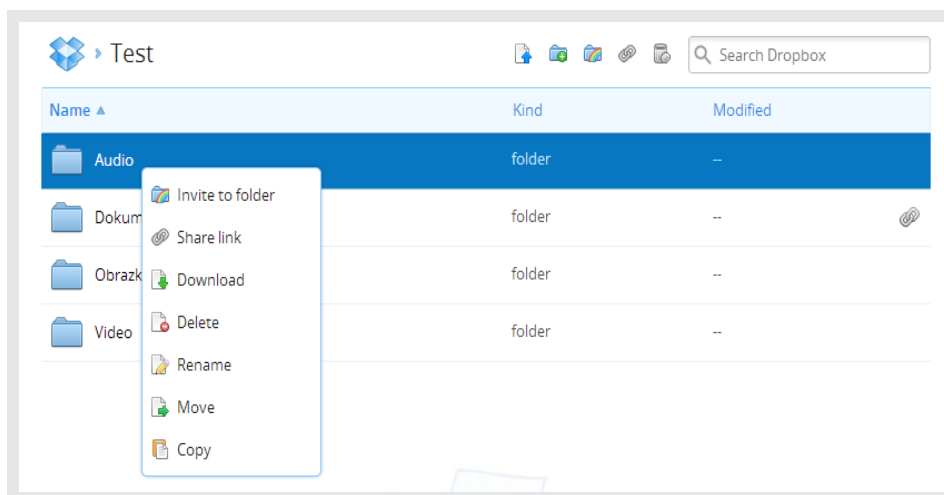 Test
Search Dropbox
Name Kind Modified
Audio folder --
Invite to folder
Dokum folder --
Share link
Obrazk folder --
Download
Video folder --
Delete
Rename
Move
Copy